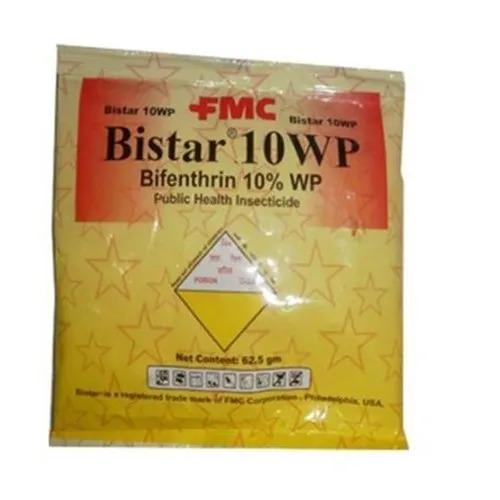 FMC
Bistar 10WP
Bistar 10WP
Bistar® 10WP
Bifenthrin 10% WP
Public Health Insecticide
POISON
Net Content: 62.5 gm
Bistar is a registered trade mark of FMC Corporation, Philadelphia, USA.